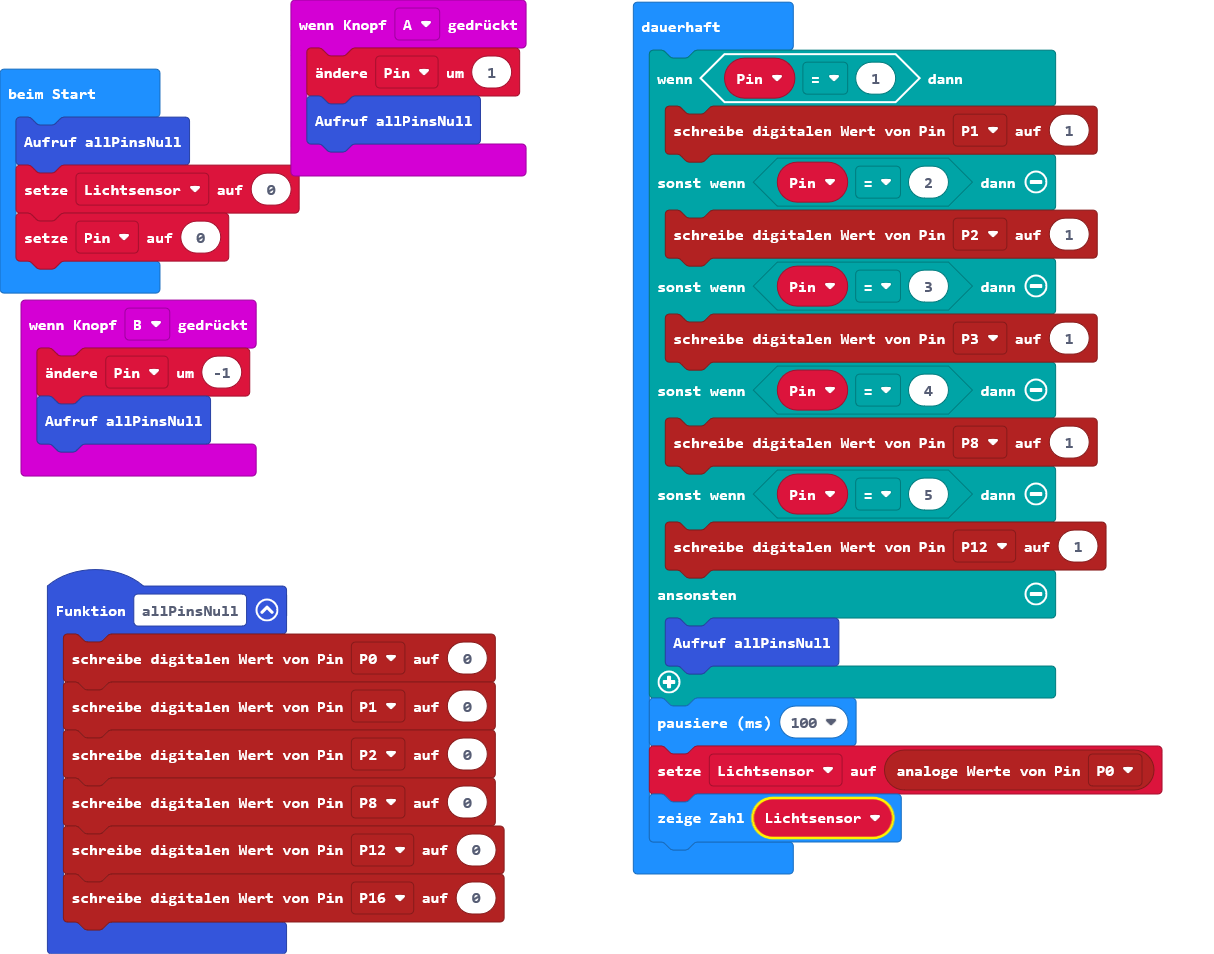 beim Start
Aufruf allPinsNull
setze Lichtsensor auf 0
setze Pin auf 0
wenn Knopf A gedrückt
ändere Pin um 1
Aufruf allPinsNull
wenn Knopf B gedrückt
ändere Pin um -1
Aufruf allPinsNull
Funktion allPinsNull
schreibe digitalen Wert von Pin P0 auf 0
schreibe digitalen Wert von Pin P1 auf 0
schreibe digitalen Wert von Pin P2 auf 0
schreibe digitalen Wert von Pin P8 auf 0
schreibe digitalen Wert von Pin P12 auf 0
schreibe digitalen Wert von Pin P16 auf 0
dauerhaft
wenn Pin = 1 dann
schreibe digitalen Wert von Pin P1 auf 1
sonst wenn Pin = 2 dann
schreibe digitalen Wert von Pin P2 auf 1
sonst wenn Pin = 3 dann
schreibe digitalen Wert von Pin P3 auf 1
sonst wenn Pin = 4 dann
schreibe digitalen Wert von Pin P8 auf 1
sonst wenn Pin = 5 dann
schreibe digitalen Wert von Pin P12 auf 1
ansonsten
Aufruf allPinsNull
pausiere (ms) 100
setze Lichtsensor auf analoge Werte von Pin P0
zeige Zahl Lichtsensor